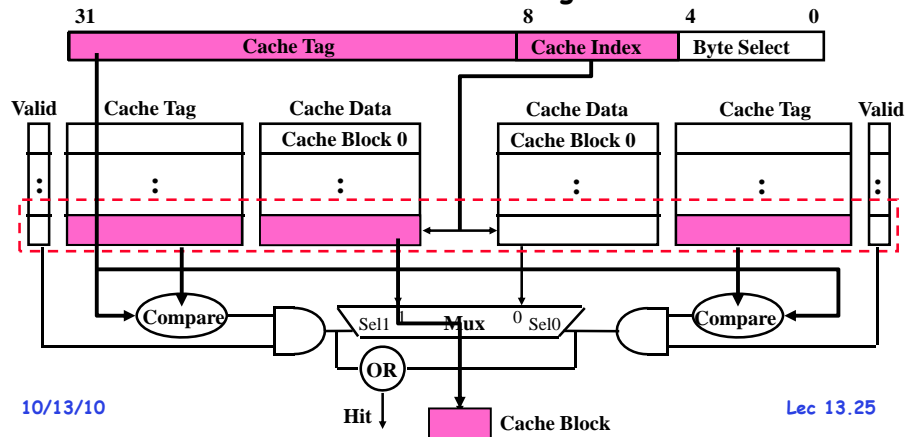 31 8 4 0
Cache Tag Cache Index Byte Select
Valid Cache Tag Cache Data Cache Data Cache Tag Valid
Cache Block 0 Cache Block 0
: : : : : :
Compare Sel1 1 Mux 0 Sel0 Compare
OR
10/13/10 Hit Cache Block Lec 13.25